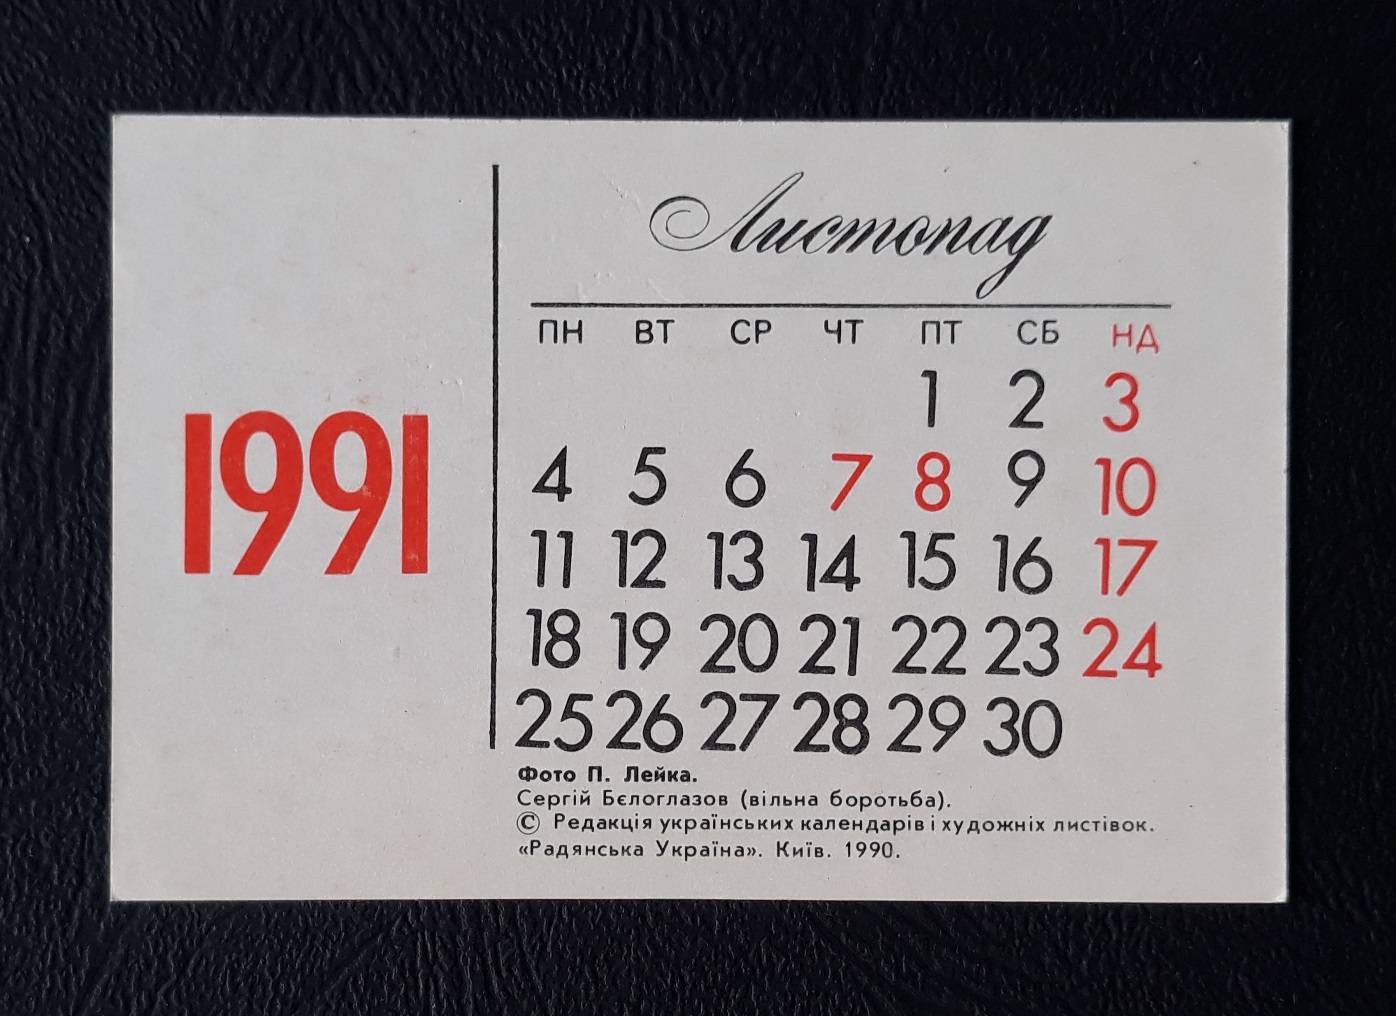 1991
Листопад
ПН ВТ СР ЧТ ПТ СБ НД
1 2 3
4 5 6 7 8 9 10
11 12 13 14 15 16 17
18 19 20 21 22 23 24
25 26 27 28 29 30
Фото П. Лейка.
Сергій Бєлоглазов (вільна боротьба).
© Редакція українських календарів і художніх листівок.
«Радянська Україна». Київ. 1990.